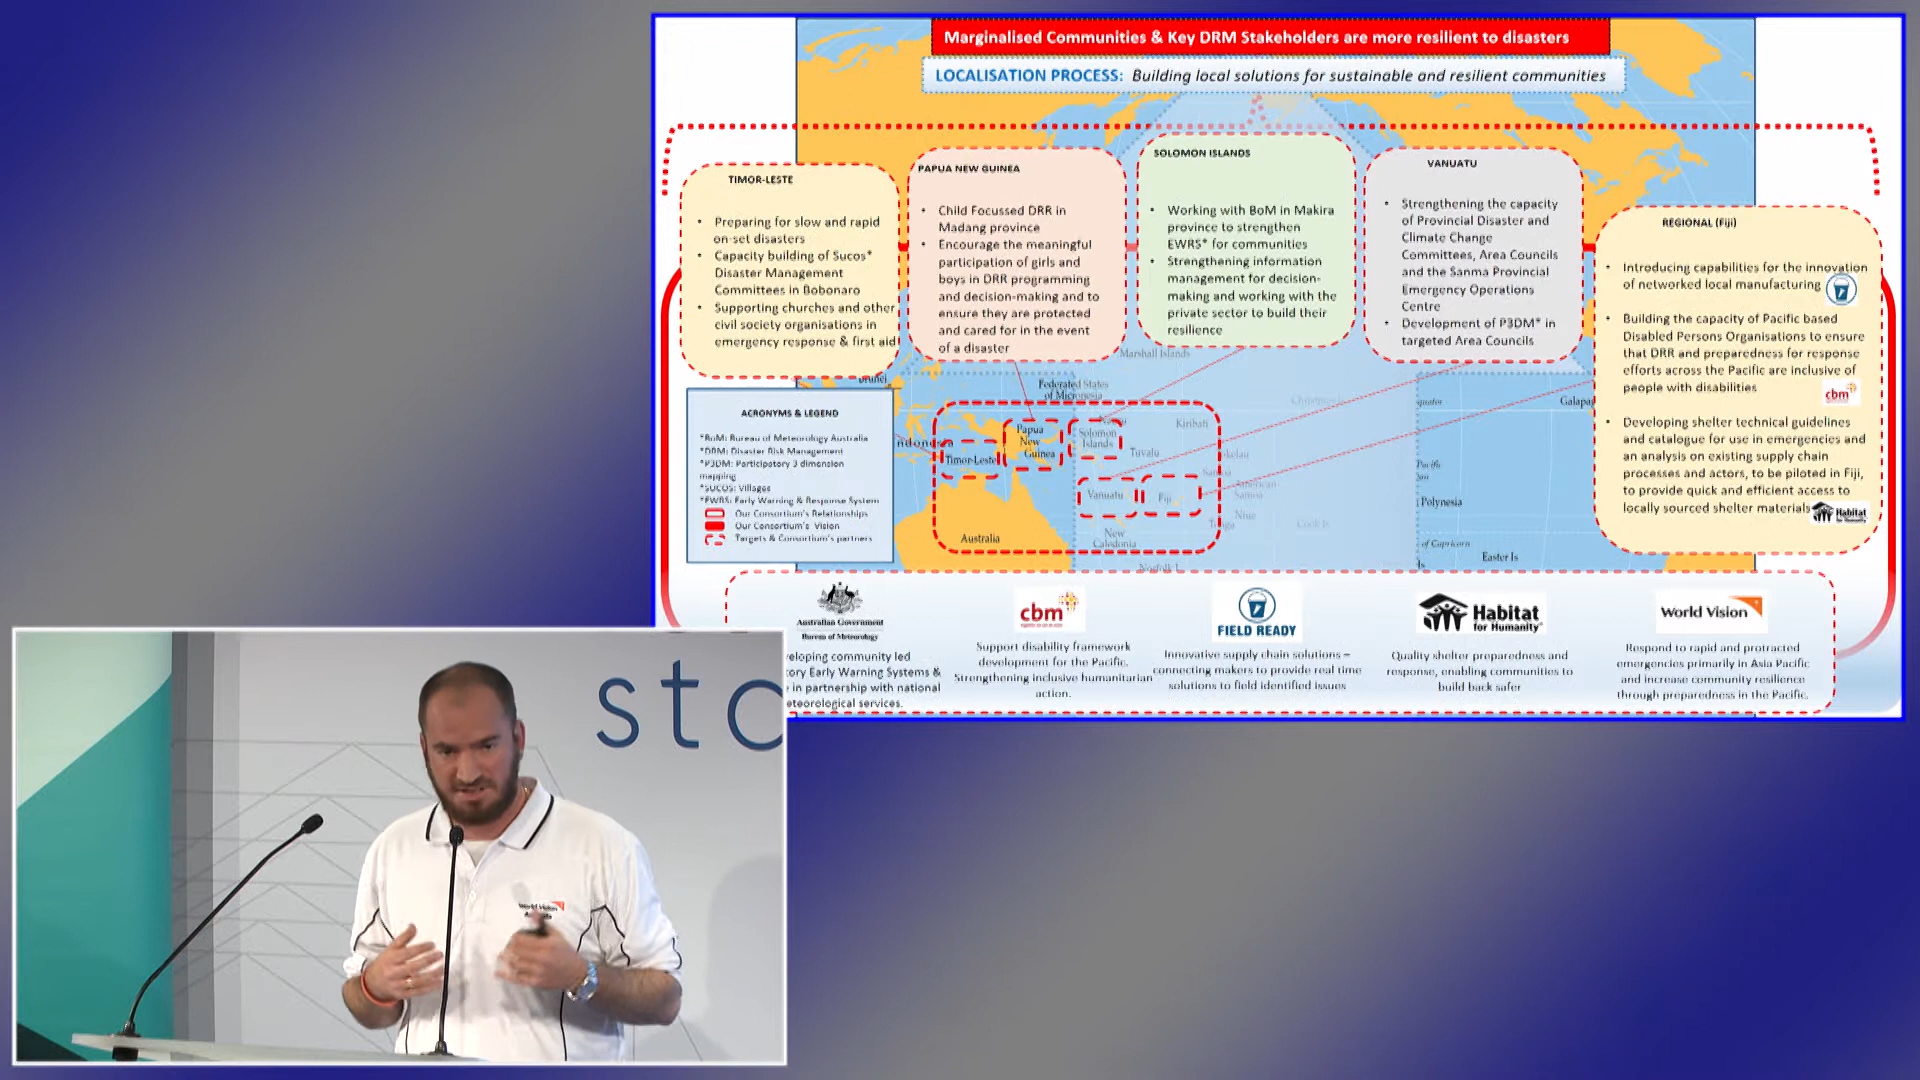 Marginalised Communities & Key DRM Stakeholders are more resilient to disasters
LOCALISATION PROCESS: Building local solutions for sustainable and resilient communities
TIMOR-LESTE
• Preparing for slow and rapid
on-set disasters
• Capacity building of Sucos*
Disaster Management
Committees in Bobonaro
• Supporting churches and other
civil society organisations in
emergency response & first aid
PAPUA NEW GUINEA
• Child Focussed DRR in
Madang province
• Encourage the meaningful
participation of girls and
boys in DRR programming
and decision-making and to
ensure they are protected
and cared for in the event
of a disaster
SOLOMON ISLANDS
• Working with BoM in Makira
province to strengthen
EWRS* for communities
• Strengthening information
management for decision-
making and working with the
private sector to build their
resilience
VANUATU
• Strengthening the capacity
of Provincial Disaster and
Climate Change
Committees, Area Councils
and the Sanma Provincial
Emergency Operations
Centre
• Development of P3DM* in
targeted Area Councils
REGIONAL (Fiji)
• Introducing capabilities for the innovation
of networked local manufacturing
• Building the capacity of Pacific based
Disabled Persons Organisations to ensure
that DRR and preparedness for response
efforts across the Pacific are inclusive of
people with disabilities
cbm
• Developing shelter technical guidelines
and catalogue for use in emergencies and
an analysis on existing supply chain
processes and actors, to be piloted in Fiji,
to provide quick and efficient access to
locally sourced shelter materials
Habitat
for Humanity
ACRONYMS & LEGEND
*BoM: Bureau of Meteorology Australia
*DRM: Disaster Risk Management
*P3DM: Participatory 3 dimension
mapping
*SUCOS: Villages
*EWRS: Early Warning & Response System
Our Consortium's Relationships
Our Consortium's Vision
Targets & Consortium's partners
Brunei
ndonesia
Marshall Islands
Federated States
of Micronesia
Kiribati
Papua
New
Guinea
Solomon
Islands
Timor-Leste
Tuvalu
Tokelau
Samoa
American
Samoa
Vanuatu
Fiji
Niue
Tonga
Cook Is
New
Caledonia
Australia
Norfolk I
quator
Galapa
Pacific
Polynesia
of Capricorn
Easter Is
Australian Government
Bureau of Meteorology
veloping community led
tory Early Warning Systems &
e in partnership with national
eteorological services.
cbm
Support disability framework
development for the Pacific.
Strengthening inclusive humanitarian
action.
FIELD READY
Innovative supply chain solutions –
connecting makers to provide real time
solutions to field identified issues
Habitat
for Humanity®
Quality shelter preparedness and
response, enabling communities to
build back safer
World Vision
Respond to rapid and protracted
emergencies primarily in Asia Pacific
and increase community resilience
through preparedness in the Pacific.
stc
World Vision